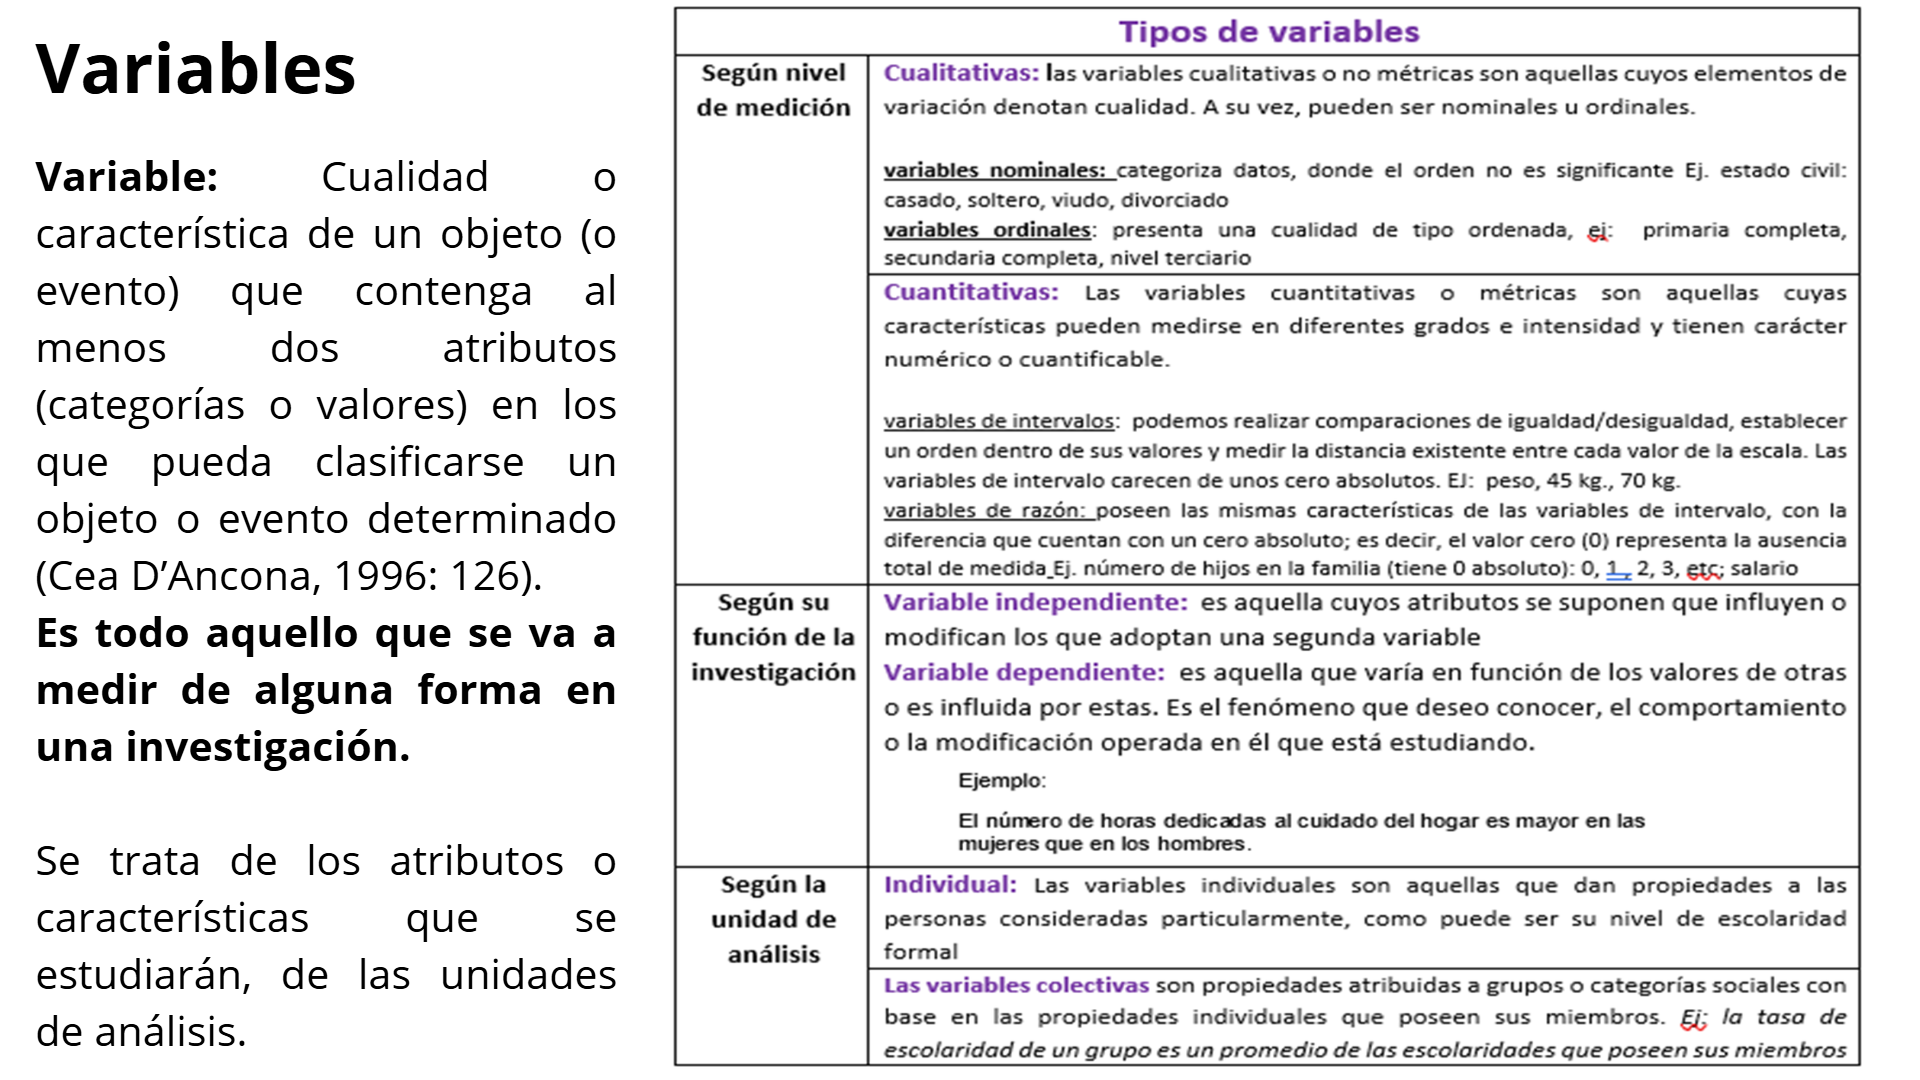 Variables
Variable: Cualidad o
característica de un objeto (o
evento) que contenga al
menos dos atributos
(categorías o valores) en los
que pueda clasificarse un
objeto o evento determinado
(Cea D’Ancona, 1996: 126).
Es todo aquello que se va a
medir de alguna forma en
una investigación.
Se trata de los atributos o
características que se
estudiarán, de las unidades
de análisis.
Tipos de variables
Según nivel
de medición
Cualitativas: las variables cualitativas o no métricas son aquellas cuyos elementos de
variación denotan cualidad. A su vez, pueden ser nominales u ordinales.
variables nominales: categoriza datos, donde el orden no es significante Ej. estado civil:
casado, soltero, viudo, divorciado
variables ordinales: presenta una cualidad de tipo ordenada, ej: primaria completa,
secundaria completa, nivel terciario
Cuantitativas: Las variables cuantitativas o métricas son aquellas cuyas
características pueden medirse en diferentes grados e intensidad y tienen carácter
numérico o cuantificable.
variables de intervalos: podemos realizar comparaciones de igualdad/desigualdad, establecer
un orden dentro de sus valores y medir la distancia existente entre cada valor de la escala. Las
variables de intervalo carecen de unos cero absolutos. EJ: peso, 45 kg., 70 kg.
variables de razón: poseen las mismas características de las variables de intervalo, con la
diferencia que cuentan con un cero absoluto; es decir, el valor cero (0) representa la ausencia
total de medida Ej. número de hijos en la familia (tiene 0 absoluto): 0, 1 , 2, 3, etc; salario
Según su
función de la
investigación
Variable independiente: es aquella cuyos atributos se suponen que influyen o
modifican los que adoptan una segunda variable
Variable dependiente: es aquella que varía en función de los valores de otras
o es influida por estas. Es el fenómeno que deseo conocer, el comportamiento
o la modificación operada en él que está estudiando.
Ejemplo:
El número de horas dedicadas al cuidado del hogar es mayor en las
mujeres que en los hombres.
Según la
unidad de
análisis
Individual: Las variables individuales son aquellas que dan propiedades a las
personas consideradas particularmente, como puede ser su nivel de escolaridad
formal
Las variables colectivas son propiedades atribuidas a grupos o categorías sociales con
base en las propiedades individuales que poseen sus miembros. Ej: la tasa de
escolaridad de un grupo es un promedio de las escolaridades que poseen sus miembros